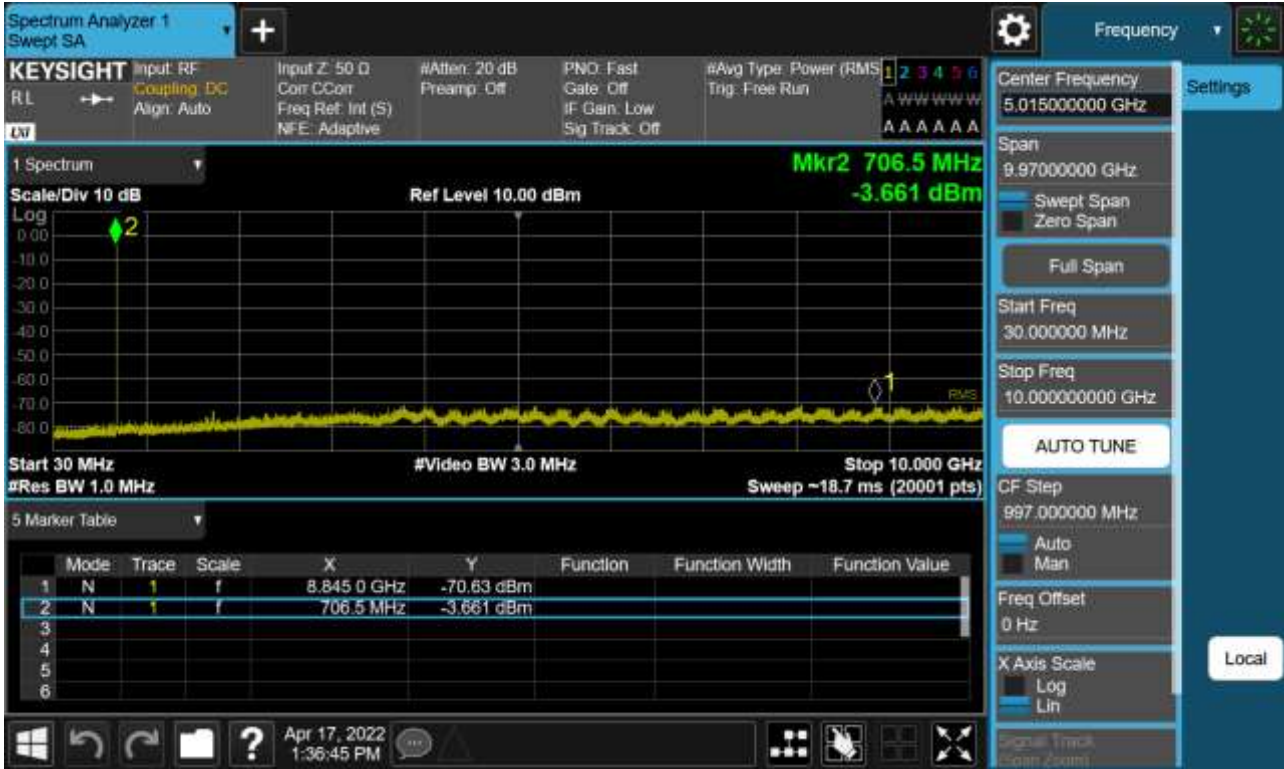 Spectrum Analyzer 1
Swept SA
+
Frequency
KEYSIGHT
RL
LXI
Input: RF
Coupling: DC
Align: Auto
Input Z: 50 Ω
Corr CCorr
Freq Ref: Int (S)
NFE: Adaptive
#Atten: 20 dB
Preamp: Off
PNO: Fast
Gate: Off
IF Gain: Low
Sig Track: Off
#Avg Type: Power (RMS
Trig: Free Run
1 2 3 4 5 6
A W W W W W
A A A A A A
1 Spectrum
Scale/Div 10 dB
Ref Level 10.00 dBm
Mkr2 706.5 MHz
-3.661 dBm
Log
0.00
-10.0
-20.0
-30.0
-40.0
-50.0
-60.0
-70.0
-80.0
2
1
RMS
Start 30 MHz
#Video BW 3.0 MHz
Stop 10.000 GHz
#Res BW 1.0 MHz
Sweep ~18.7 ms (20001 pts)
5 Marker Table
Mode Trace Scale X Y Function Function Width Function Value
1 N 1 f 8.845 0 GHz -70.63 dBm
2 N 1 f 706.5 MHz -3.661 dBm
3
4
5
6
?
Apr 17, 2022
1:36:45 PM
Center Frequency
5.015000000 GHz
Settings
Span
9.97000000 GHz
Swept Span
Zero Span
Full Span
Start Freq
30.000000 MHz
Stop Freq
10.000000000 GHz
AUTO TUNE
CF Step
997.000000 MHz
Auto
Man
Freq Offset
0 Hz
X Axis Scale
Log
Lin
Local
Signal Track
(Span Zoom)